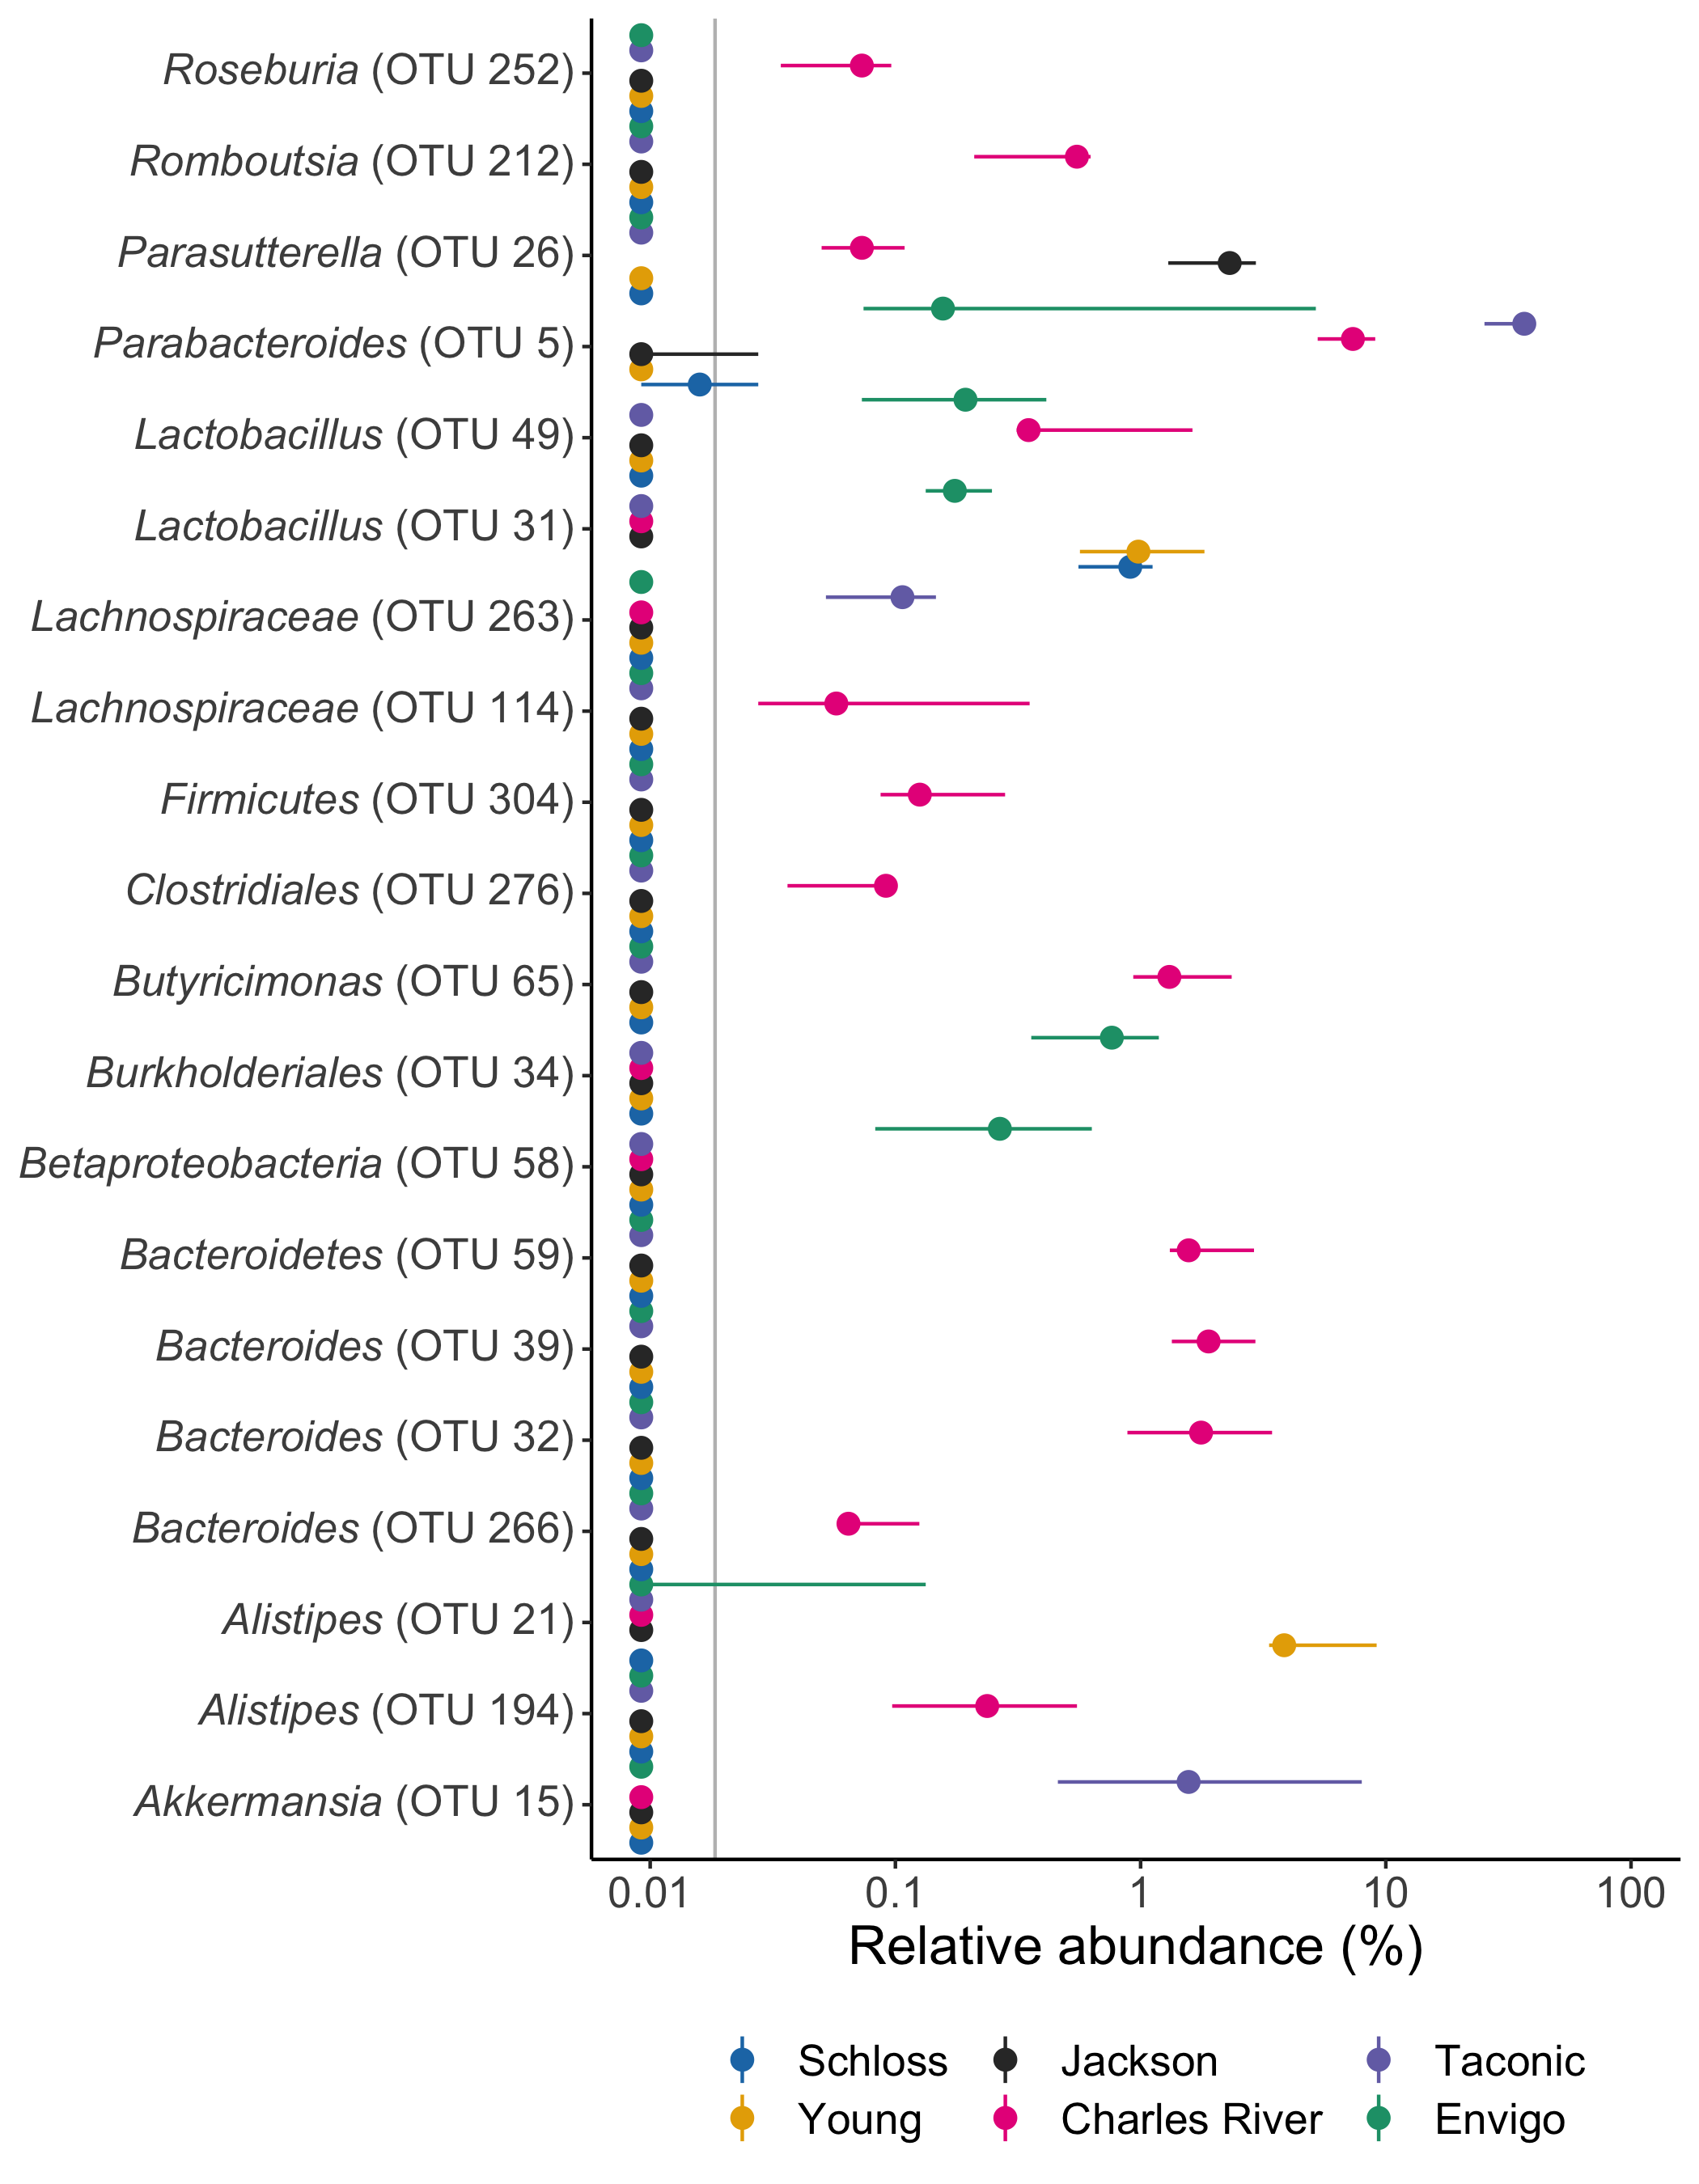 Roseburia (OTU 252)
Romboutsia (OTU 212)
Parasutterella (OTU 26)
Parabacteroides (OTU 5)
Lactobacillus (OTU 49)
Lactobacillus (OTU 31)
Lachnospiraceae (OTU 263)
Lachnospiraceae (OTU 114)
Firmicutes (OTU 304)
Clostridiales (OTU 276)
Butyricimonas (OTU 65)
Burkholderiales (OTU 34)
Betaproteobacteria (OTU 58)
Bacteroidetes (OTU 59)
Bacteroides (OTU 39)
Bacteroides (OTU 32)
Bacteroides (OTU 266)
Alistipes (OTU 21)
Alistipes (OTU 194)
Akkermansia (OTU 15)
0.01 0.1 1 10 100
Relative abundance (%)
Schloss Jackson Taconic
Young Charles River Envigo